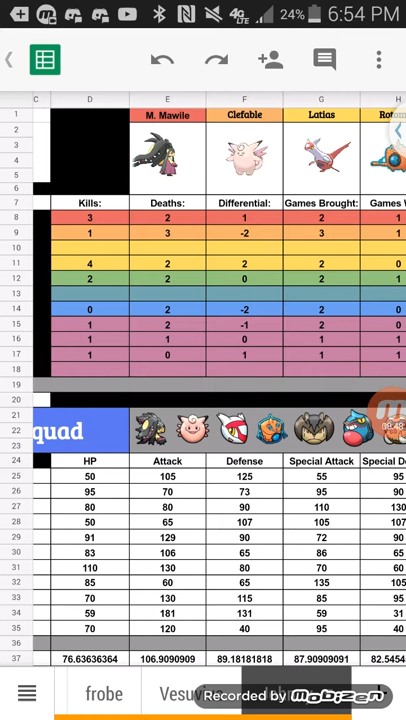 4G LTE 24% 6:54 PM
C D E F G H
1 M. Mawile Clefable Latias Rotom
2
3
4
5
6
7 Kills: Deaths: Differential: Games Brought: Games
8 3 2 1 2 1
9 1 3 -2 3 1
10
11 4 2 2 2 0
12 2 2 0 2 1
13
14 0 2 -2 2 0
15 1 2 -1 2 0
16 1 1 0 1 1
17 1 0 1 1 1
18
19
20
21
22 quad
23
24 HP Attack Defense Special Attack Special De
25 50 105 125 55 95
26 95 70 73 95 90
27 80 80 90 110 130
28 50 65 107 105 107
29 91 129 90 72 90
30 83 106 65 86 65
31 110 130 80 70 60
32 85 60 65 135 105
33 70 130 115 85 95
34 59 181 131 59 31
35 70 120 40 95 40
36
37 76.63636364 106.9090909 89.18181818 87.90909091 82.5454
frobe Vesuvi
Recorded by MOBIZEN